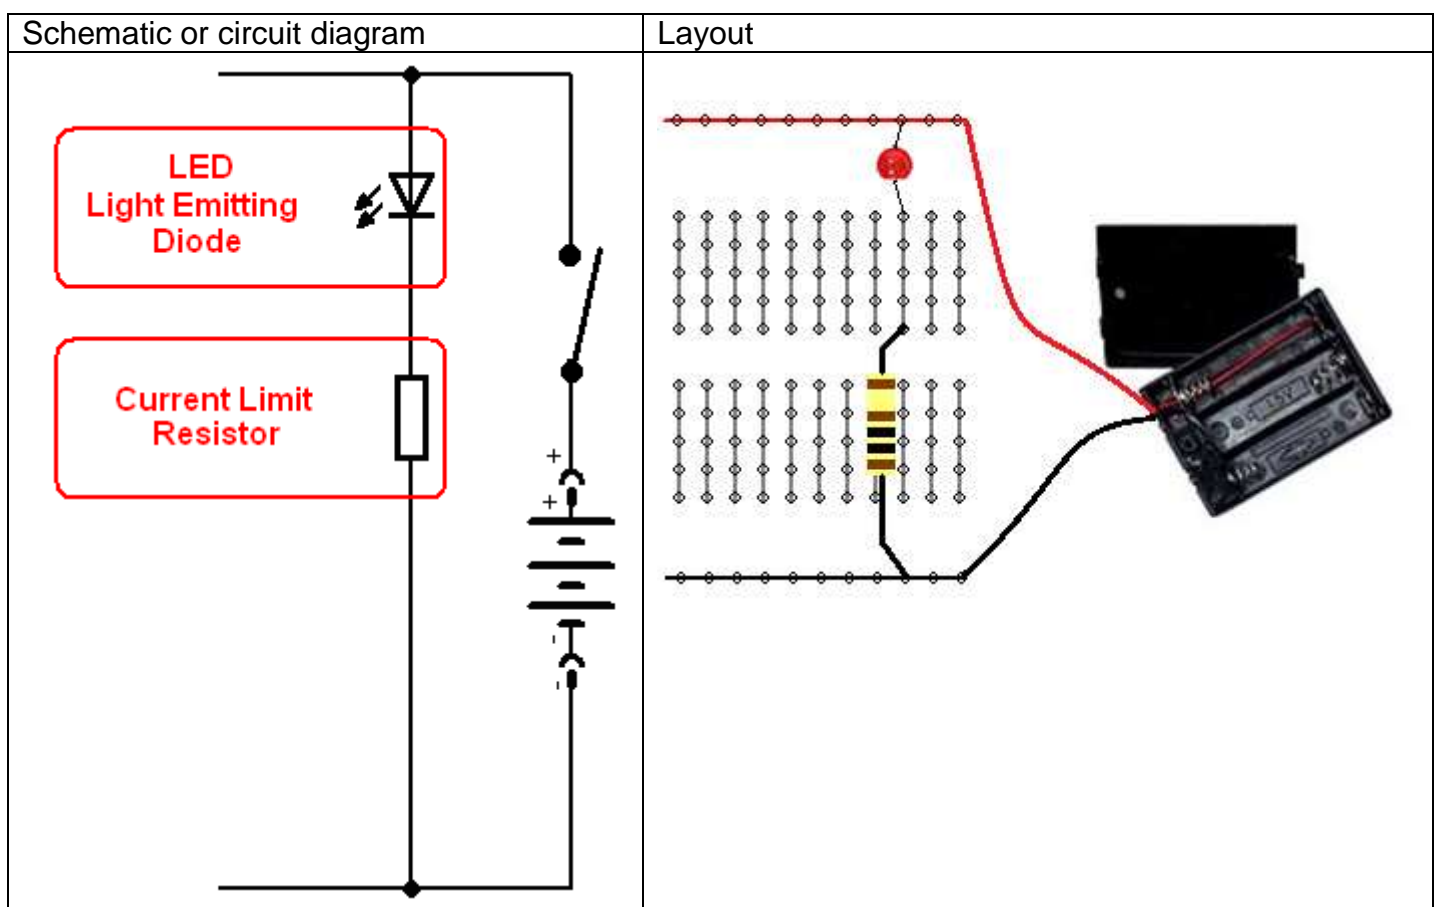 Schematic or circuit diagram
Layout
LED
Light Emitting
Diode
Current Limit
Resistor
+
+
-
-